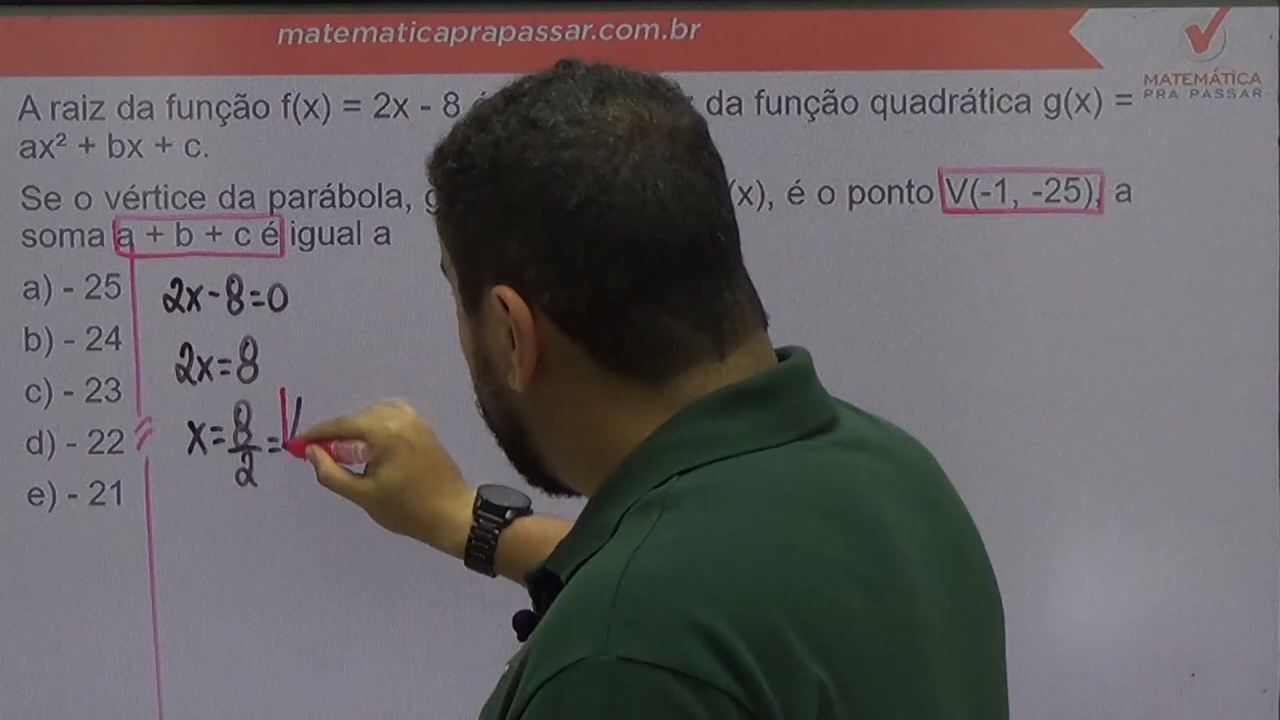 matematicaprapassar.com.br
MATEMÁTICA
PRA PASSAR
A raiz da função f(x) = 2x - 8 da função quadrática g(x) =
ax² + bx + c.
Se o vértice da parábola, (x), é o ponto V(-1, -25), a
soma a + b + c é igual a
a) - 25
b) - 24
c) - 23
d) - 22
e) - 21
2x-8=0
2x=8
x=8/2=